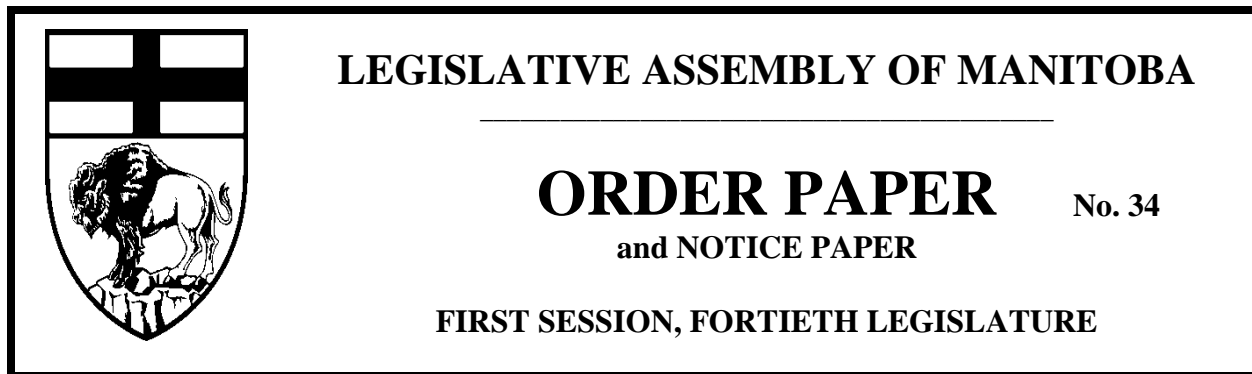 LEGISLATIVE ASSEMBLY OF MANITOBA
ORDER PAPER No. 34
and NOTICE PAPER
FIRST SESSION, FORTIETH LEGISLATURE